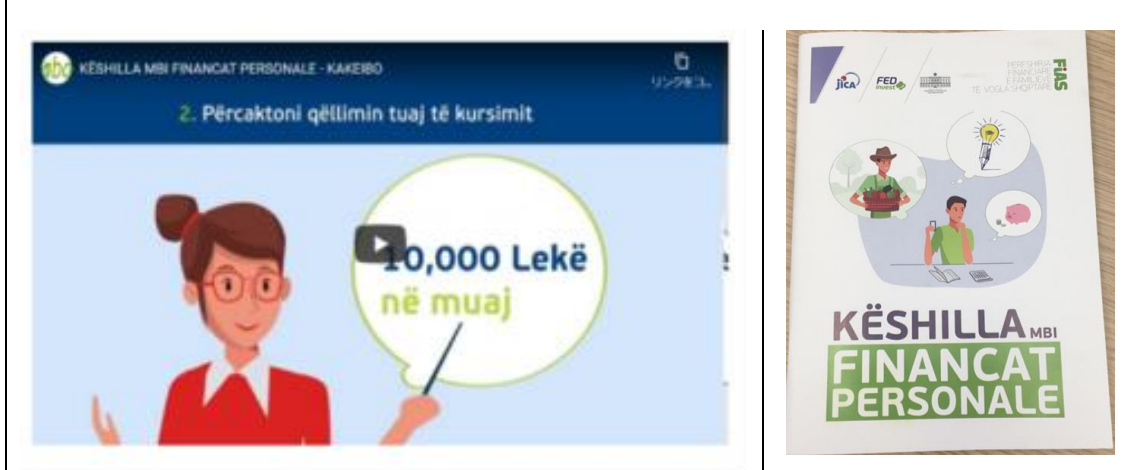 KËSHILLA MBI FINANCAT PERSONALE - KAKEIBO
リンクをコ...
2. Përcaktoni qëllimin tuaj të kursimit
10,000 Lekë
në muaj
jica
FED
invest
PËRFSHIRJA
FINANCIARE
E FAMILJEVE
TË VOGLA SHQIPTARE
FiAS
KËSHILLA MBI
FINANCAT
PERSONALE